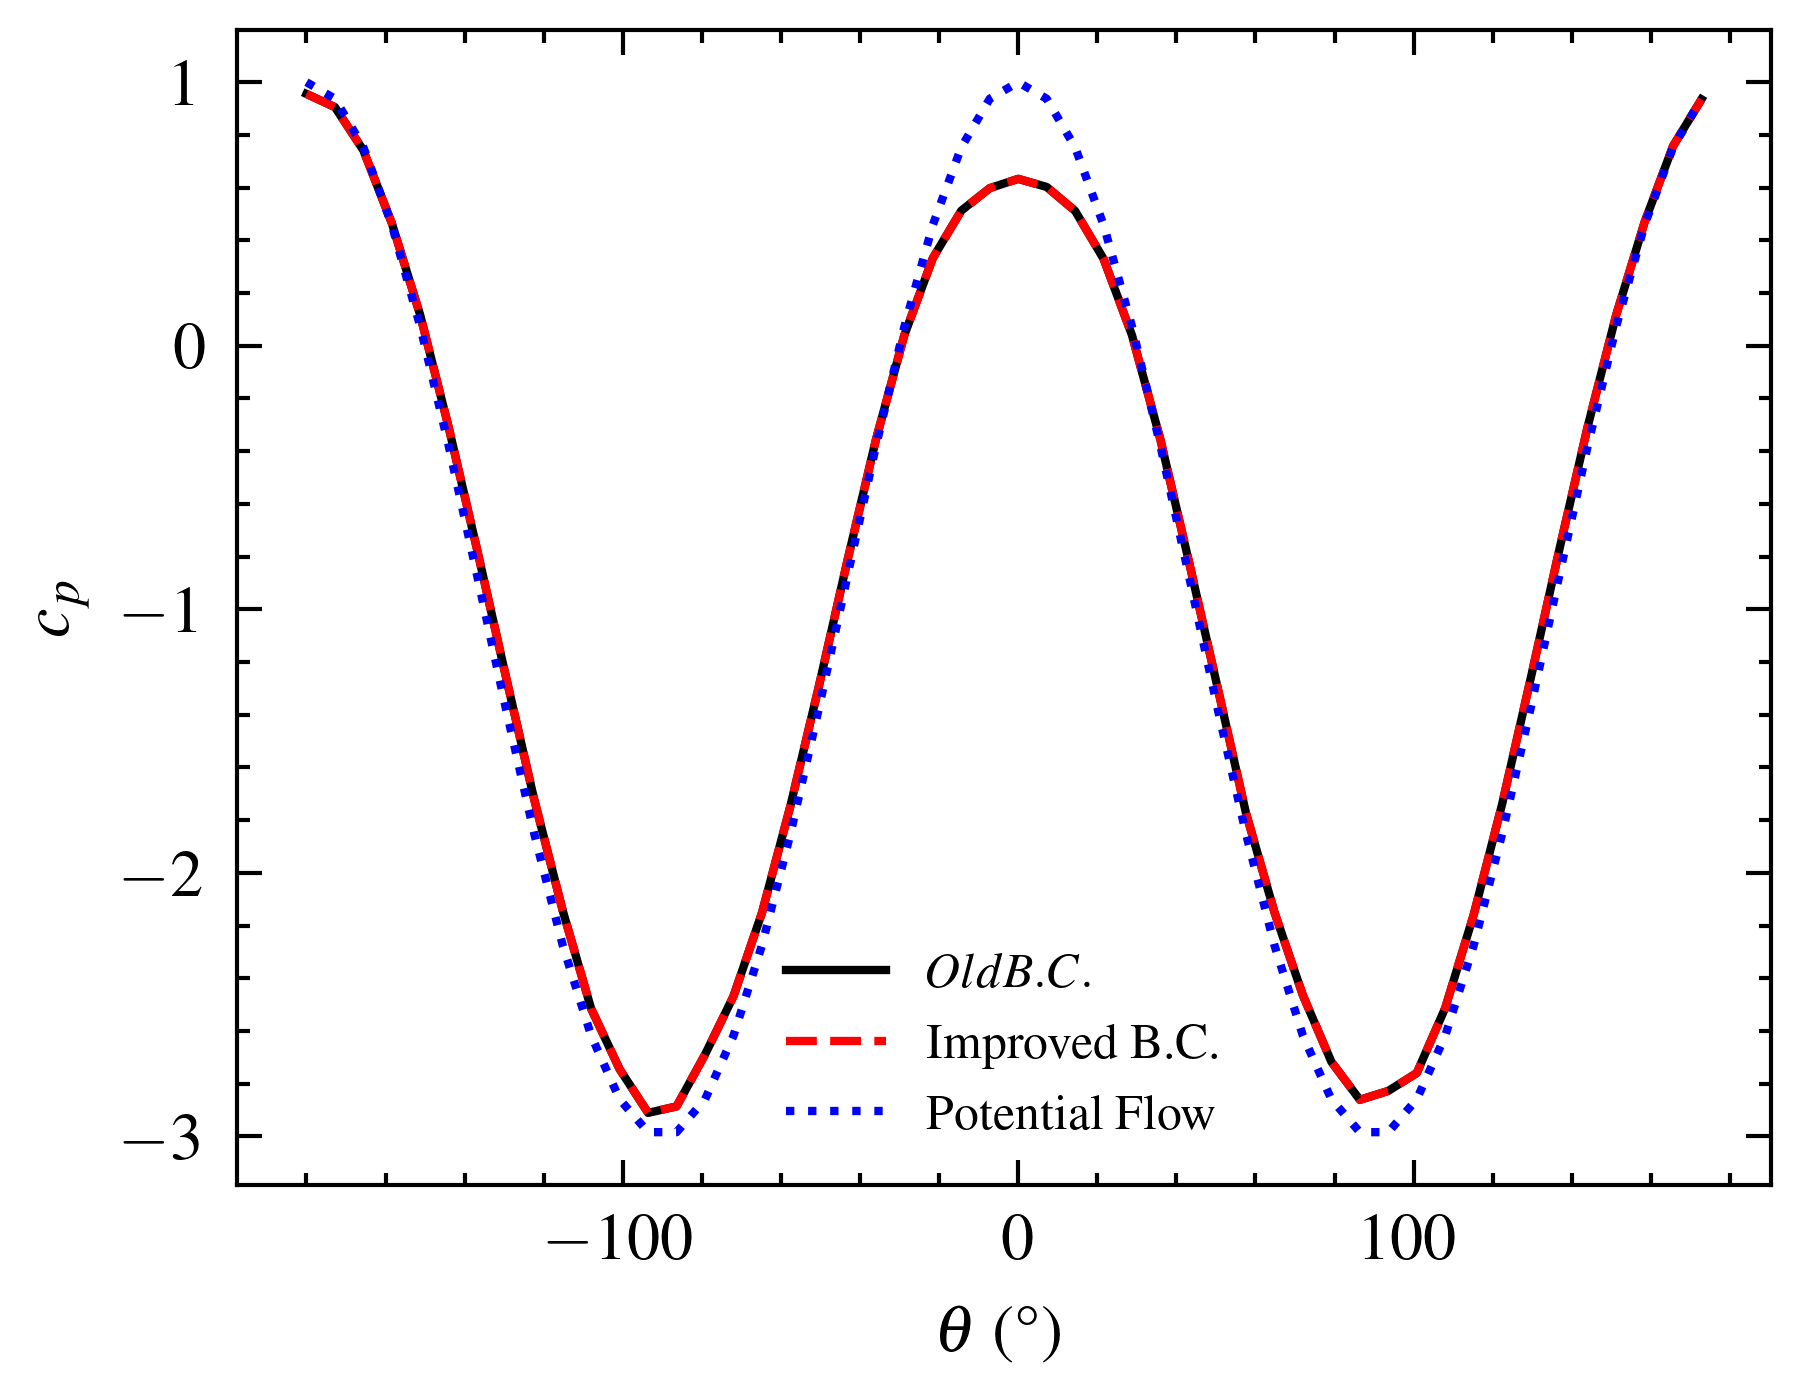 1
0
−1
−2
−3
c_p
OldB.C.
Improved B.C.
Potential Flow
−100 0 100
θ (°)